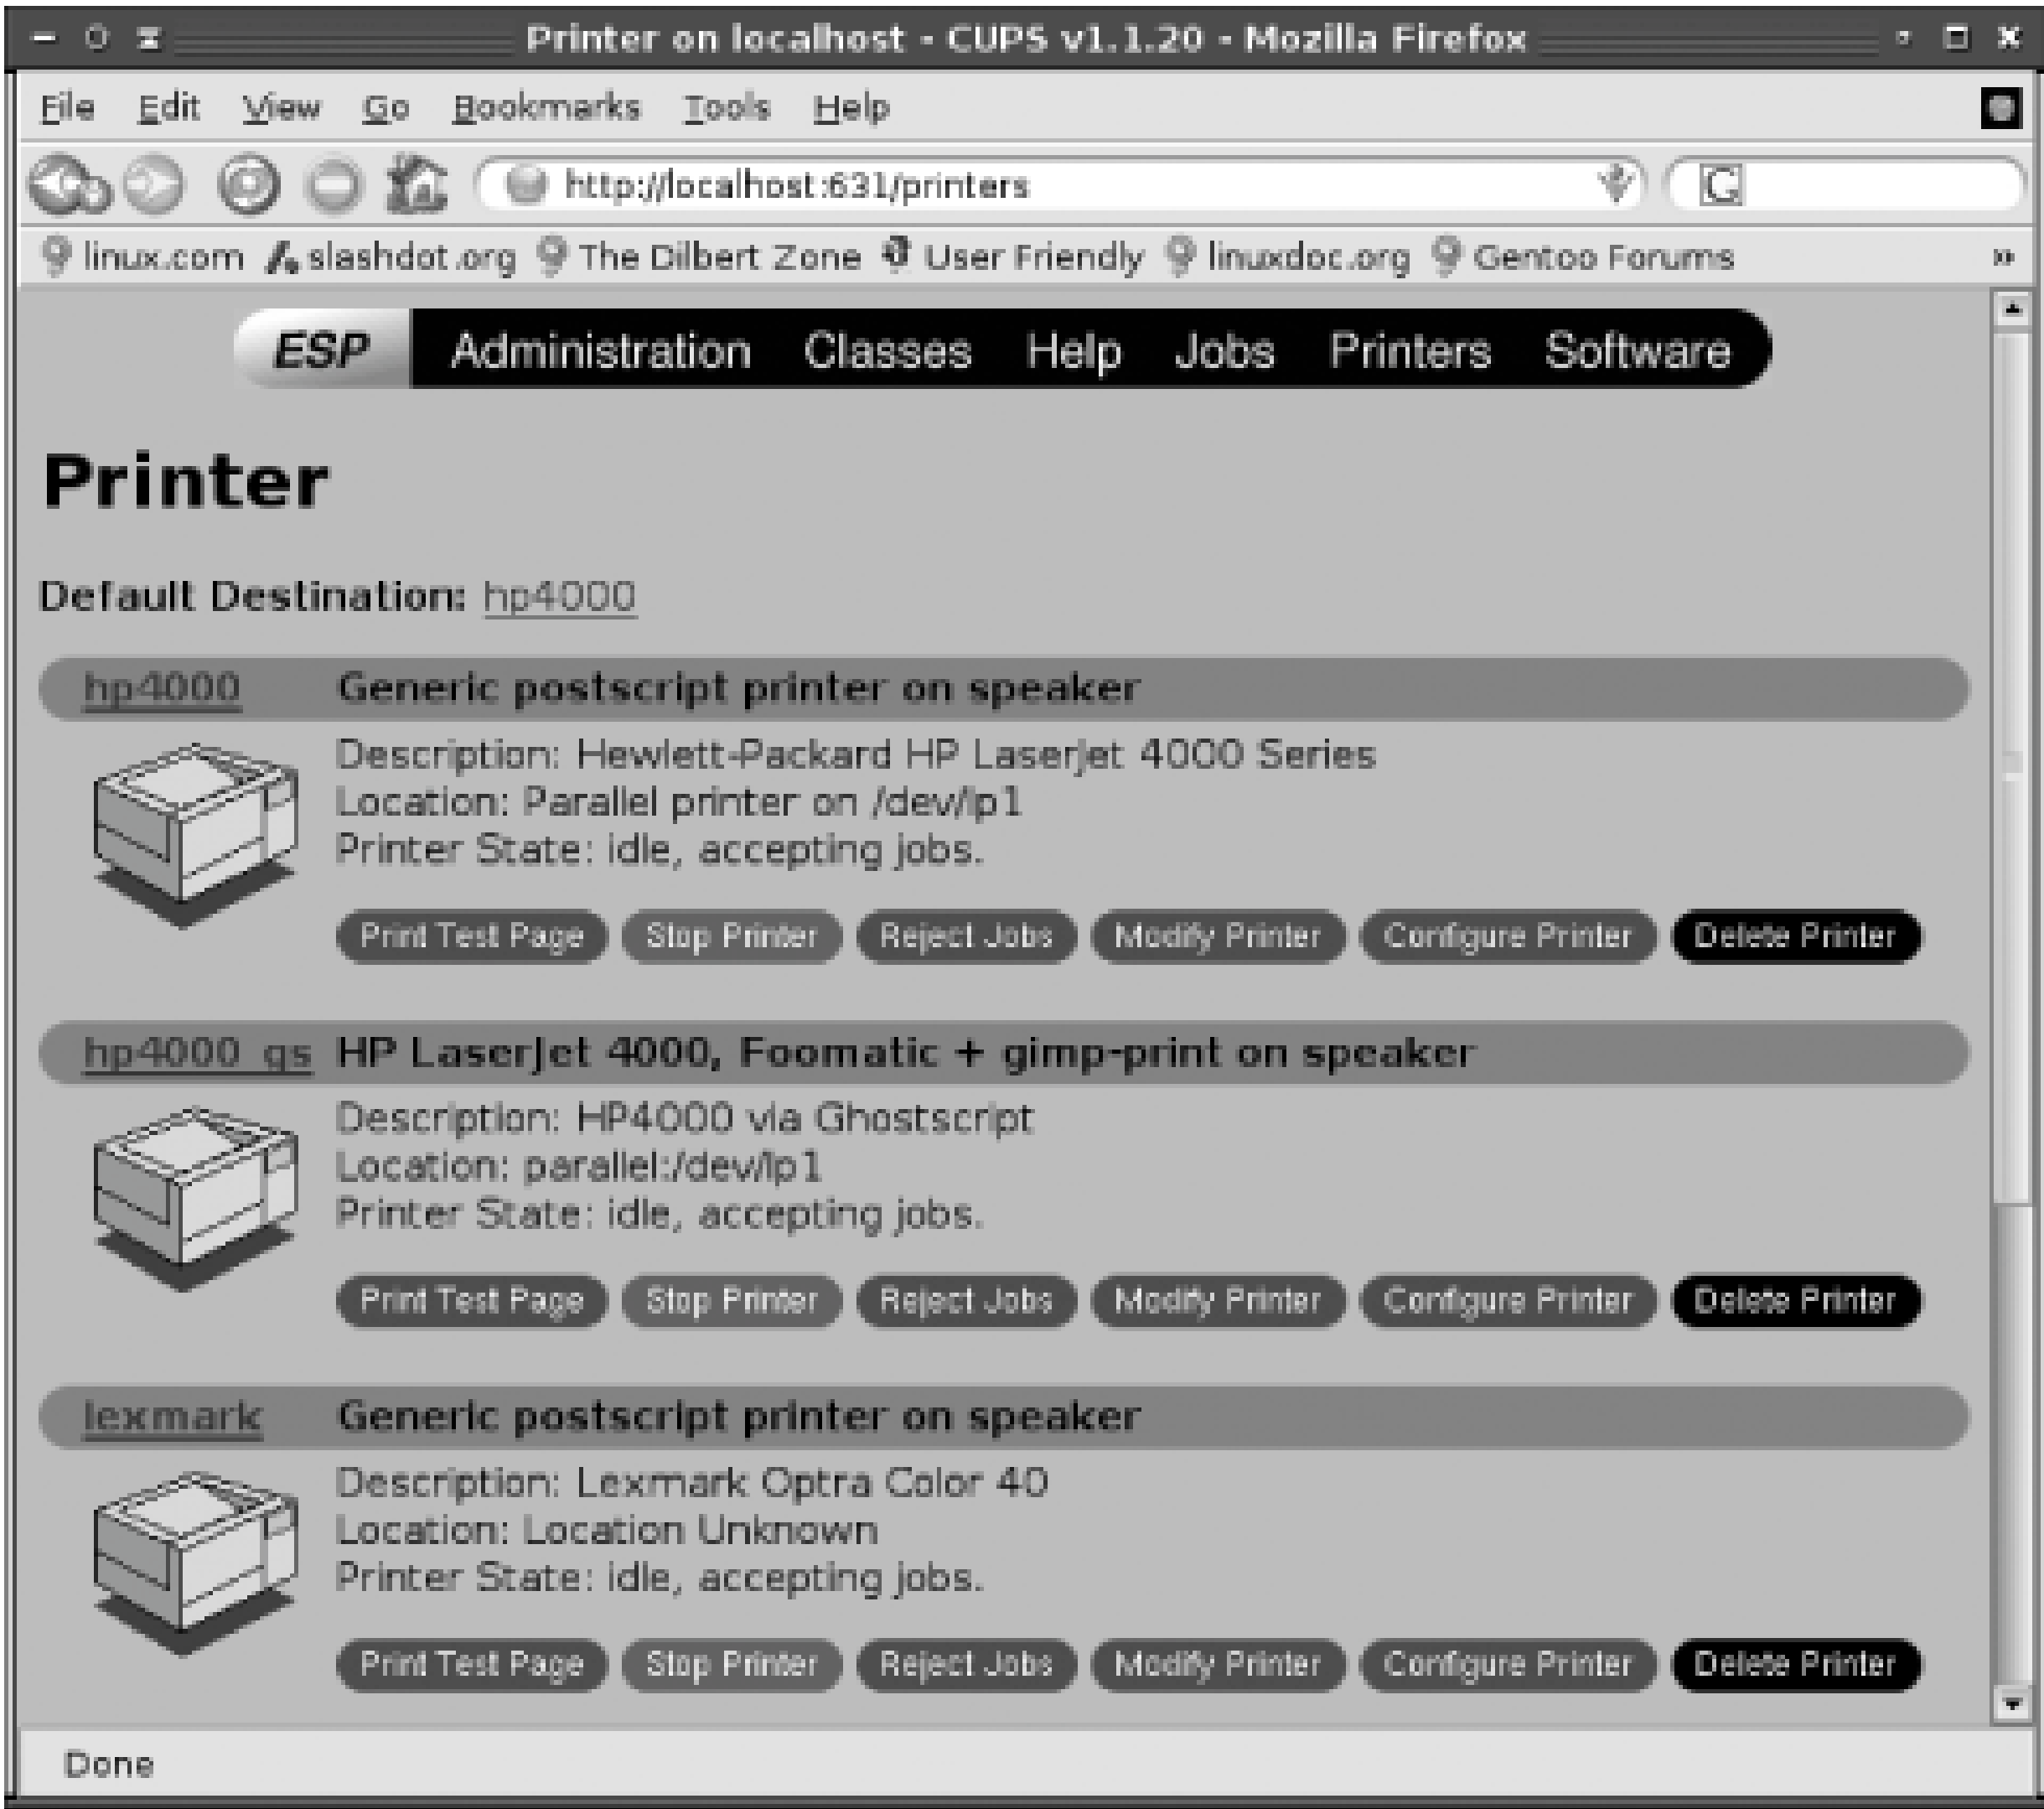 Printer on localhost - CUPS v1.1.20 - Mozilla Firefox
File Edit View Go Bookmarks Tools Help
http://localhost:631/printers G
linux.com slashdot.org The Dilbert Zone User Friendly linuxdoc.org Gentoo Forums »
ESP Administration Classes Help Jobs Printers Software
Printer
Default Destination: hp4000
hp4000 Generic postscript printer on speaker
Description: Hewlett-Packard HP LaserJet 4000 Series
Location: Parallel printer on /dev/lp1
Printer State: idle, accepting jobs.
Print Test Page Stop Printer Reject Jobs Modify Printer Configure Printer Delete Printer
hp4000_gs HP LaserJet 4000, Foomatic + gimp-print on speaker
Description: HP4000 via Ghostscript
Location: parallel:/dev/lp1
Printer State: idle, accepting jobs.
Print Test Page Stop Printer Reject Jobs Modify Printer Configure Printer Delete Printer
lexmark Generic postscript printer on speaker
Description: Lexmark Optra Color 40
Location: Location Unknown
Printer State: idle, accepting jobs.
Print Test Page Stop Printer Reject Jobs Modify Printer Configure Printer Delete Printer
Done